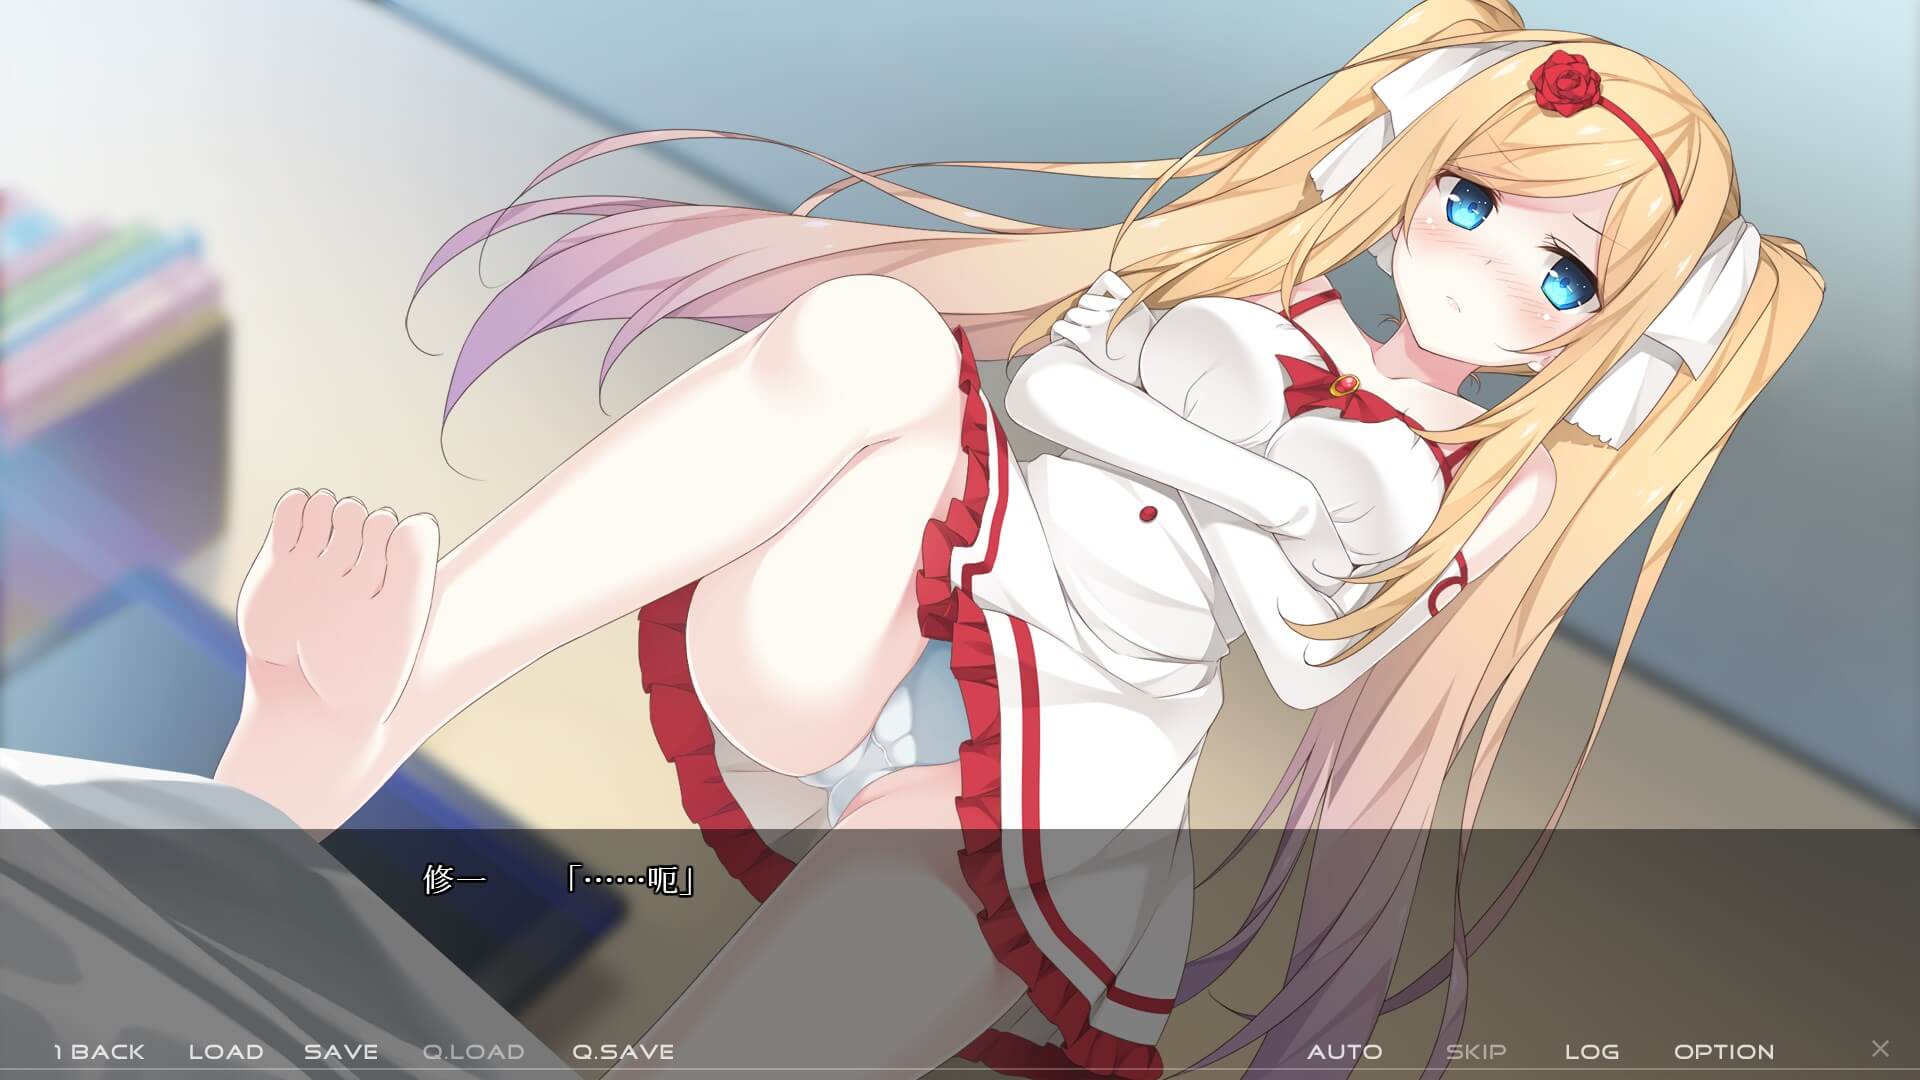 修一 「……呃」
1 BACK LOAD SAVE Q.LOAD Q.SAVE AUTO SKIP LOG OPTION ×